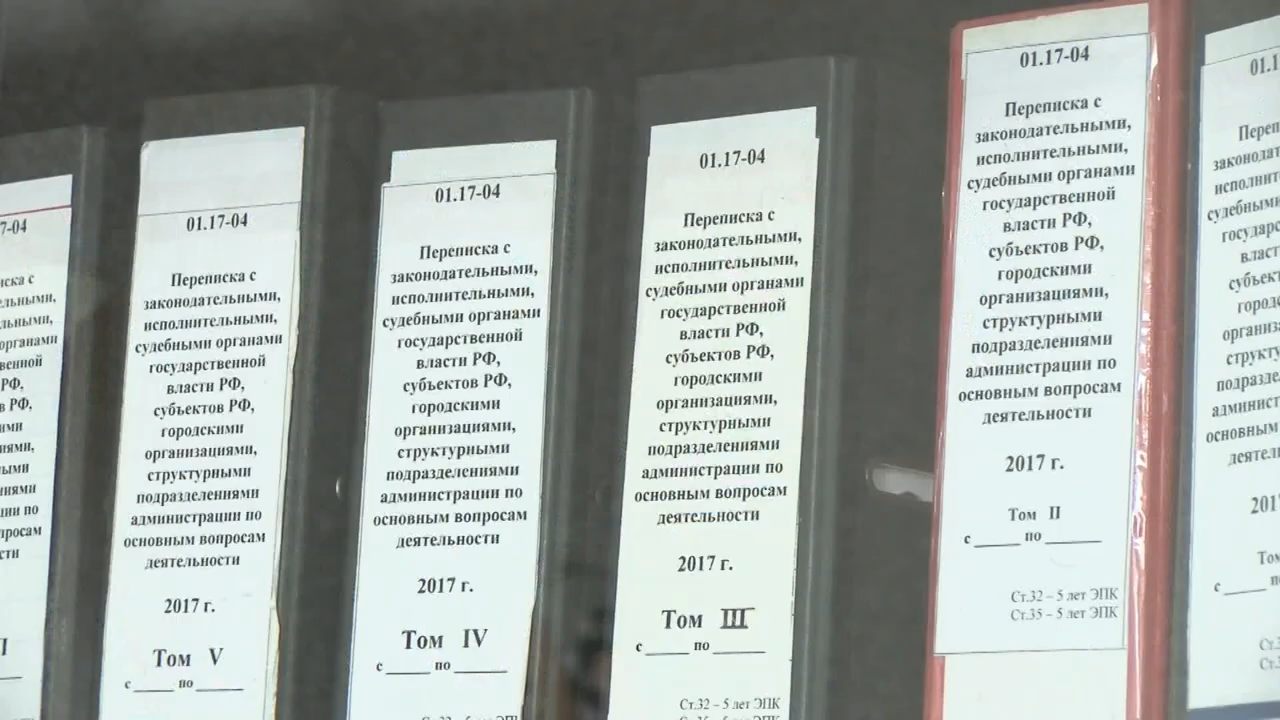 7-04
01.17-04
Переписка с
законодательными,
исполнительными,
судебными органами
государственной
власти РФ,
субъектов РФ,
городскими
организациями,
структурными
подразделениями
администрации по
основным вопросам
деятельности
2017 г.
Том V
с ______ по ______
01.17-04
Переписка с
законодательными,
исполнительными,
судебными органами
государственной
власти РФ,
субъектов РФ,
городскими
организациями,
структурными
подразделениями
администрации по
основным вопросам
деятельности
2017 г.
Том IV
с ______ по ______
01.17-04
Переписка с
законодательными,
исполнительными,
судебными органами
государственной
власти РФ,
субъектов РФ,
городскими
организациями,
структурными
подразделениями
администрации по
основным вопросам
деятельности
2017 г.
Том III
с ______ по ______
Ст.32 – 5 лет ЭПК
01.17-04
Переписка с
законодательными,
исполнительными,
судебными органами
государственной
власти РФ,
субъектов РФ,
городскими
организациями,
структурными
подразделениями
администрации по
основным вопросам
деятельности
2017 г.
Том II
с ______ по ______
Ст.32 – 5 лет ЭПК
Ст.35 – 5 лет ЭПК